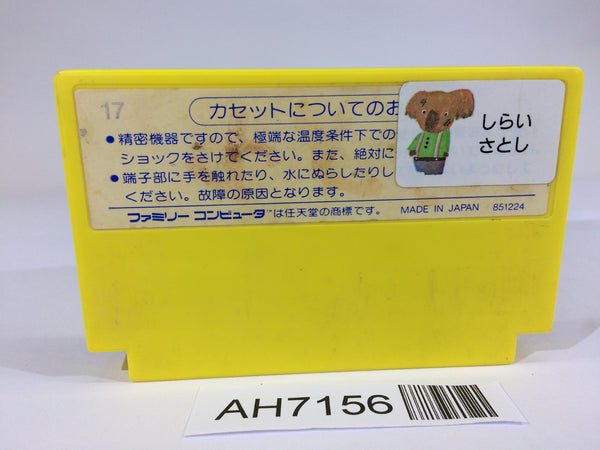 17
カセットについてのお
●精密機器ですので、極端な温度条件下での
ショックをさけてください。また、絶対に
●端子部に手を触れたり、水にぬらしたりし
ください。故障の原因となります。
ファミリー コンピュータ™は任天堂の商標です。 MADE IN JAPAN 851224
しらい
さとし
AH7156